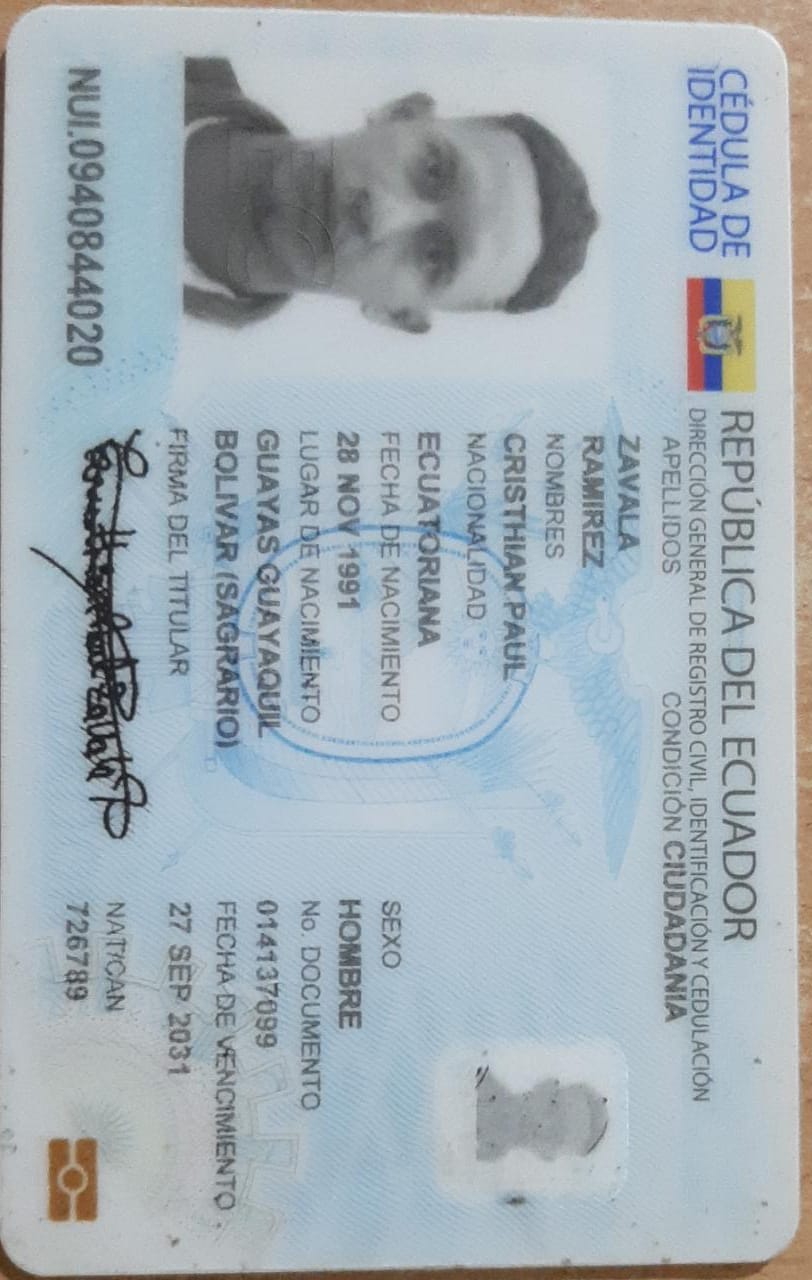 CÉDULA DE
IDENTIDAD
REPÚBLICA DEL ECUADOR
DIRECCIÓN GENERAL DE REGISTRO CIVIL, IDENTIFICACIÓN Y CEDULACIÓN
APELLIDOS
CONDICIÓN CIUDADANIA
ZAVALA
RAMIREZ
NOMBRES
CRISTHIAN PAUL
NACIONALIDAD
ECUATORIANA
FECHA DE NACIMIENTO
28 NOV 1991
LUGAR DE NACIMIENTO
GUAYAS GUAYAQUIL
BOLIVAR (SAGRARIO)
FIRMA DEL TITULAR
SEXO
HOMBRE
No. DOCUMENTO
014137099
FECHA DE VENCIMIENTO
27 SEP 2031
NAT/CAN
726789
NUI.0940844020